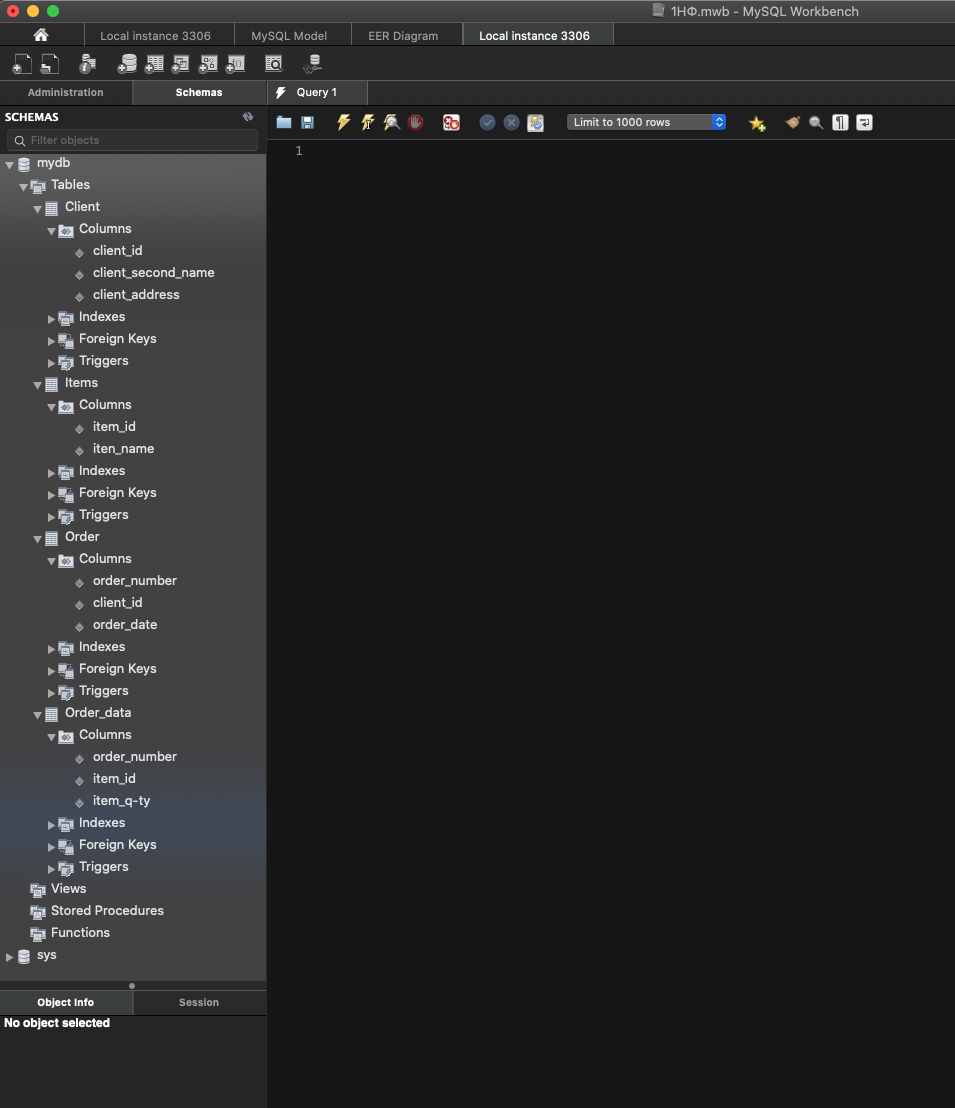 1НФ.mwb - MySQL Workbench
Local instance 3306
MySQL Model
EER Diagram
Local instance 3306
Administration
Schemas
Query 1
SCHEMAS
Limit to 1000 rows
Filter objects
1
mydb
Tables
Client
Columns
client_id
client_second_name
client_address
Indexes
Foreign Keys
Triggers
Items
Columns
item_id
iten_name
Indexes
Foreign Keys
Triggers
Order
Columns
order_number
client_id
order_date
Indexes
Foreign Keys
Triggers
Order_data
Columns
order_number
item_id
item_q-ty
Indexes
Foreign Keys
Triggers
Views
Stored Procedures
Functions
sys
Object Info
Session
No object selected